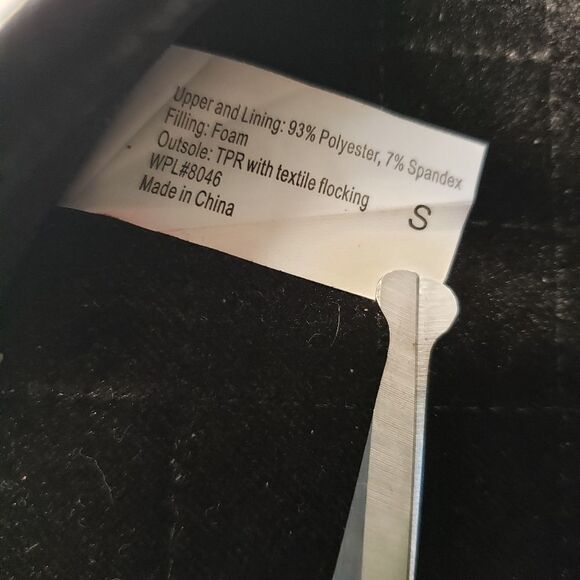 Upper and Lining: 93% Polyester, 7% Spandex
Filling: Foam
Outsole: TPR with textile flocking
WPL#8046
Made in China
S